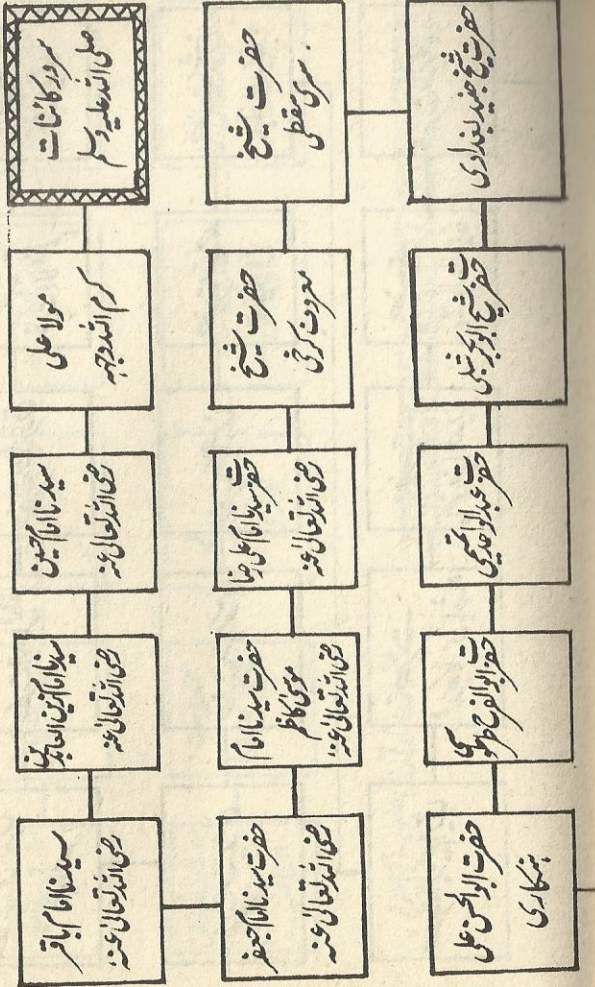 سرور کائنات
صلی اللہ علیہ وسلم
مولا علی
کرم اللہ وجہہ
سیدنا امام حسین
رضی اللہ تعالیٰ عنہ
سیدنا امام زین العابدین
رضی اللہ تعالیٰ عنہ
سیدنا امام باقر
رضی اللہ تعالیٰ عنہ
حضرت سیدنا امام جعفر
رضی اللہ تعالیٰ عنہ
حضرت سیدنا امام
موسیٰ کاظم
رضی اللہ تعالیٰ عنہ
حضرت سیدنا امام علی رضا
رضی اللہ تعالیٰ عنہ
حضرت شیخ
معروف کرخی
حضرت شیخ
سری سقطی
حضرت شیخ جنید بغدادی
حضرت شیخ ابوبکر شبلی
حضرت عبدالواحد تمیمی
حضرت ابوالفرح طرطوسی
حضرت ابوالحسن علی
ہنکاری